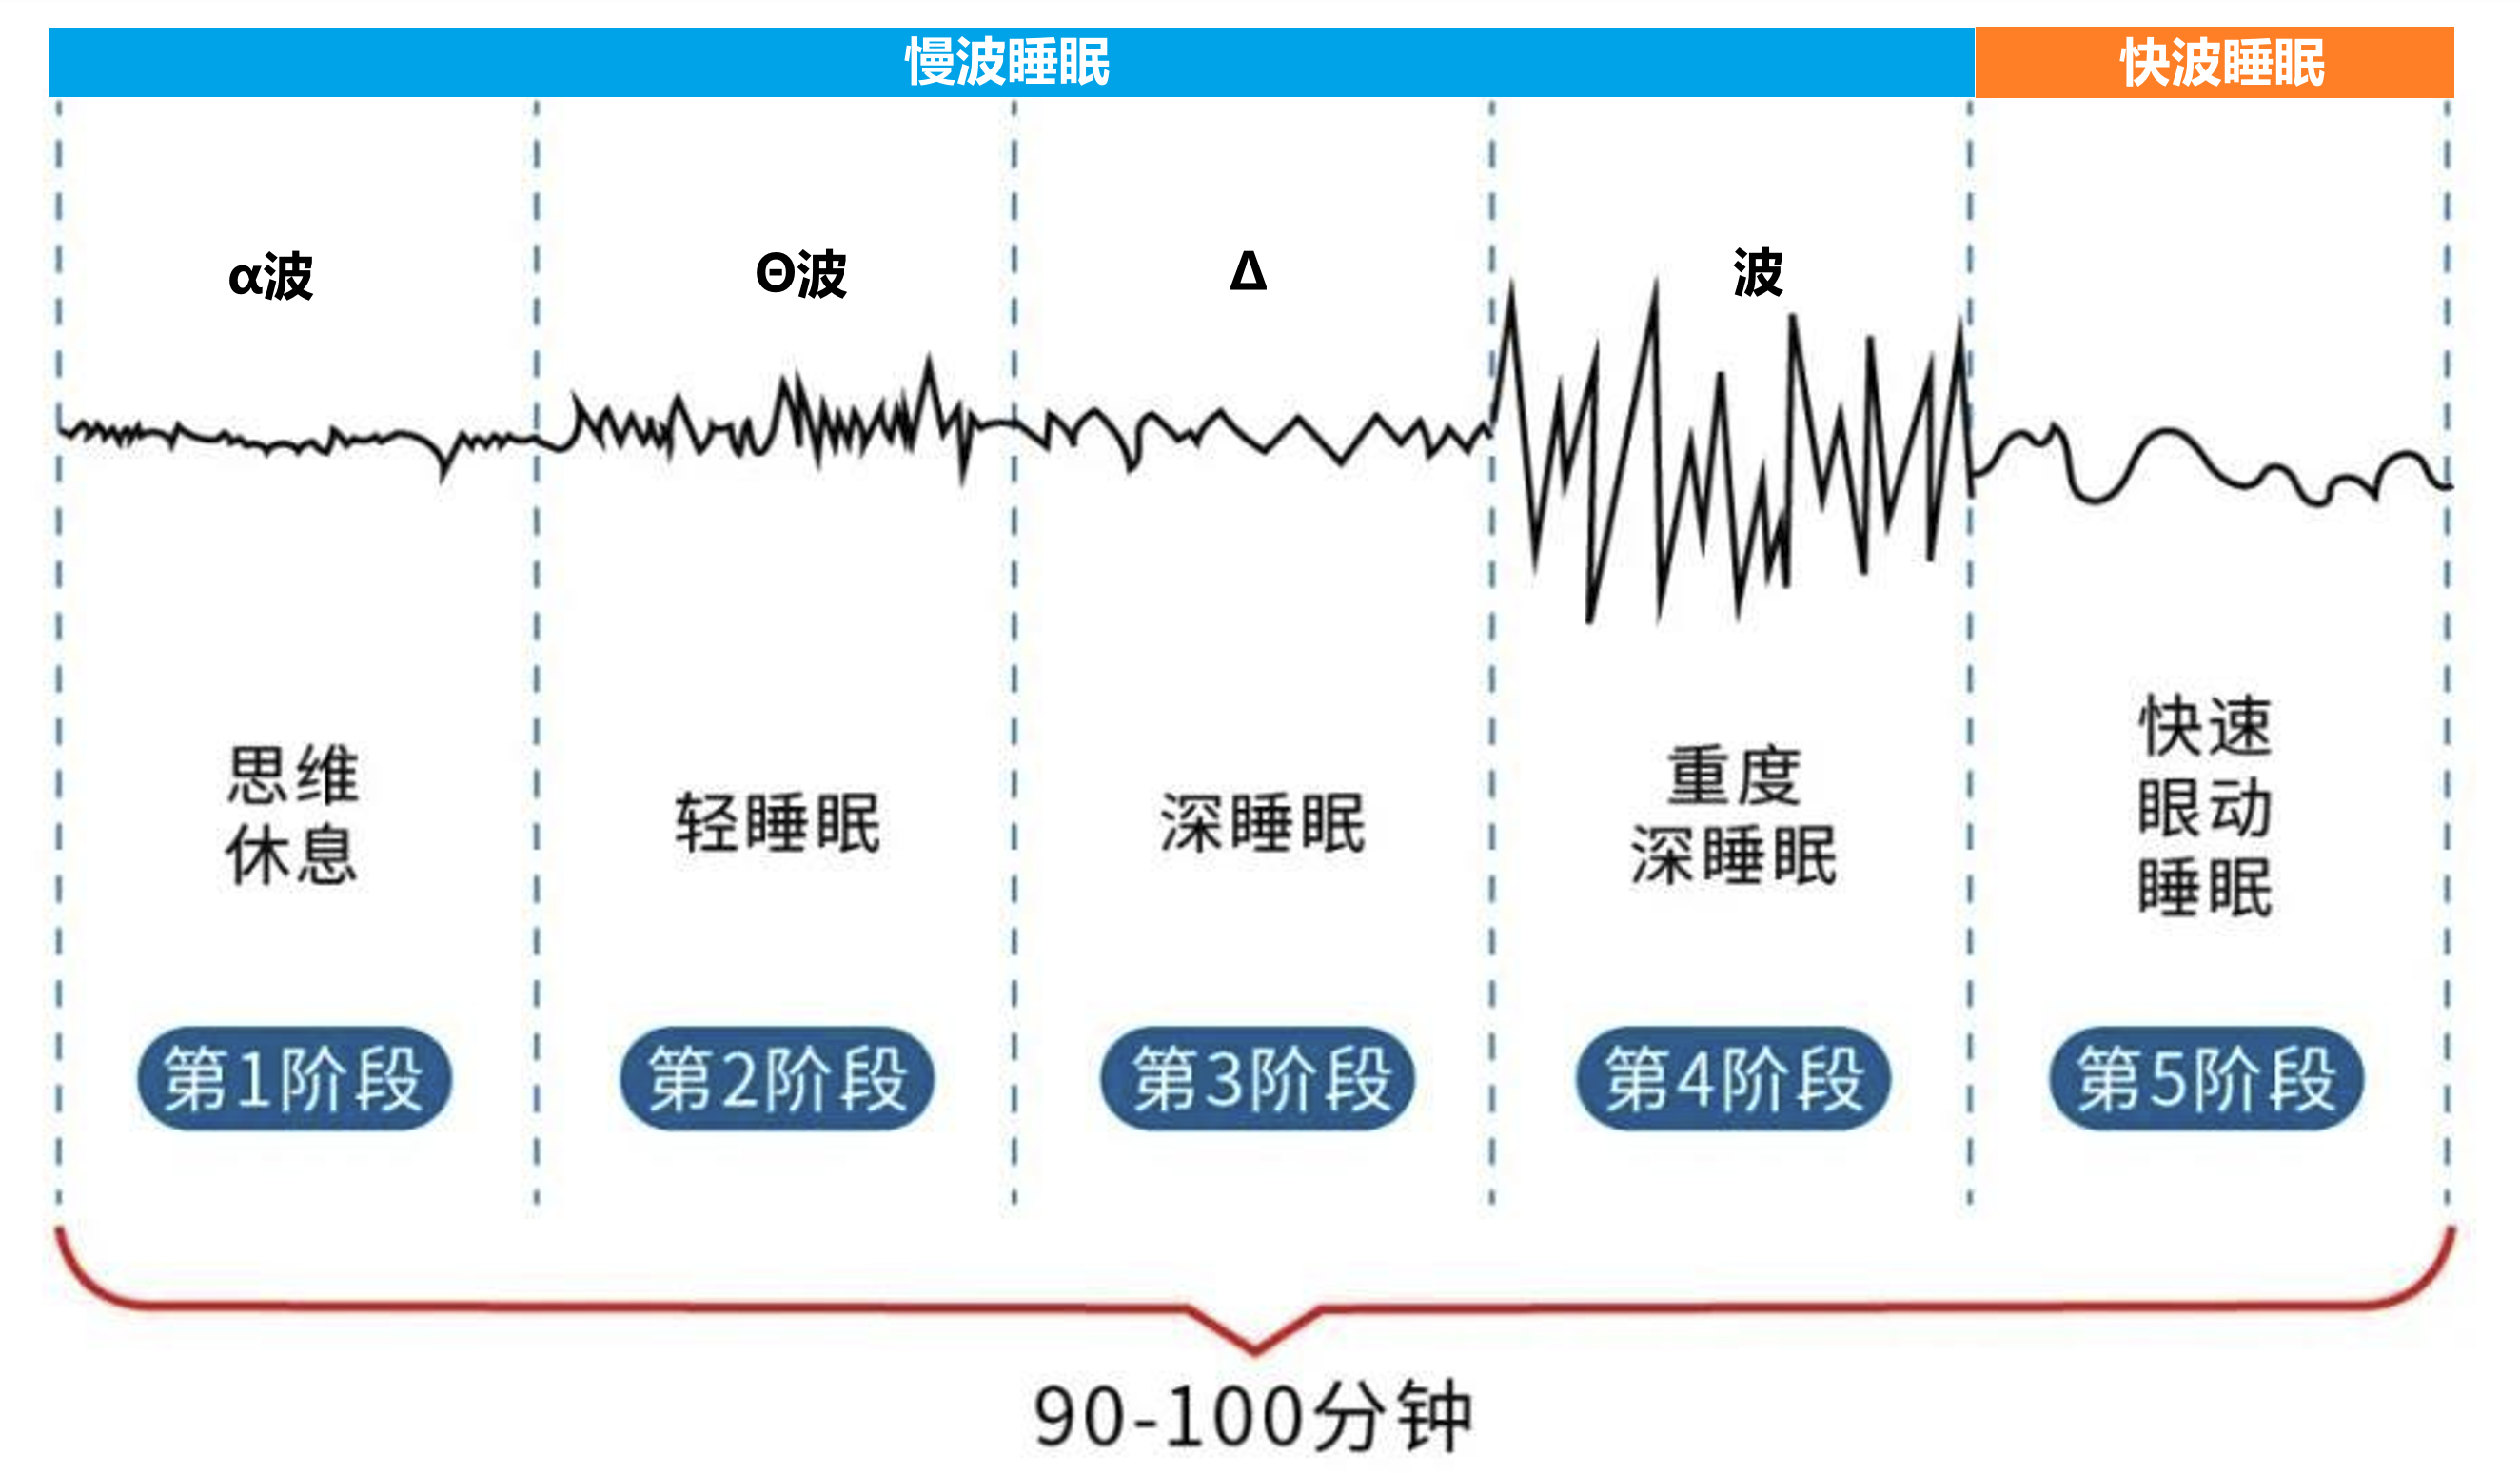 慢波睡眠
快波睡眠
α波
Θ波
Δ
波
思维
休息
轻睡眠
深睡眠
重度
深睡眠
快速
眼动
睡眠
第1阶段
第2阶段
第3阶段
第4阶段
第5阶段
90-100分钟